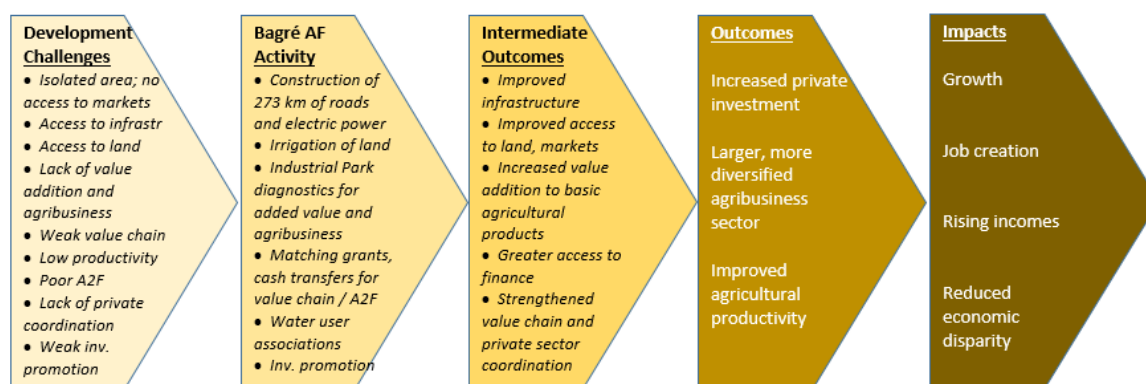 Development
Challenges
• Isolated area; no
access to markets
• Access to infrastr
• Access to land
• Lack of value
addition and
agribusiness
• Weak value chain
• Low productivity
• Poor A2F
• Lack of private
coordination
• Weak inv.
promotion
Bagré AF
Activity
• Construction of
273 km of roads
and electric power
• Irrigation of land
• Industrial Park
diagnostics for
added value and
agribusiness
• Matching grants,
cash transfers for
value chain / A2F
• Water user
associations
• Inv. promotion
Intermediate
Outcomes
• Improved
infrastructure
• Improved access
to land, markets
• Increased value
addition to basic
agricultural
products
• Greater access to
finance
• Strengthened
value chain and
private sector
coordination
Outcomes
Increased private
investment
Larger, more
diversified
agribusiness
sector
Improved
agricultural
productivity
Impacts
Growth
Job creation
Rising incomes
Reduced
economic
disparity